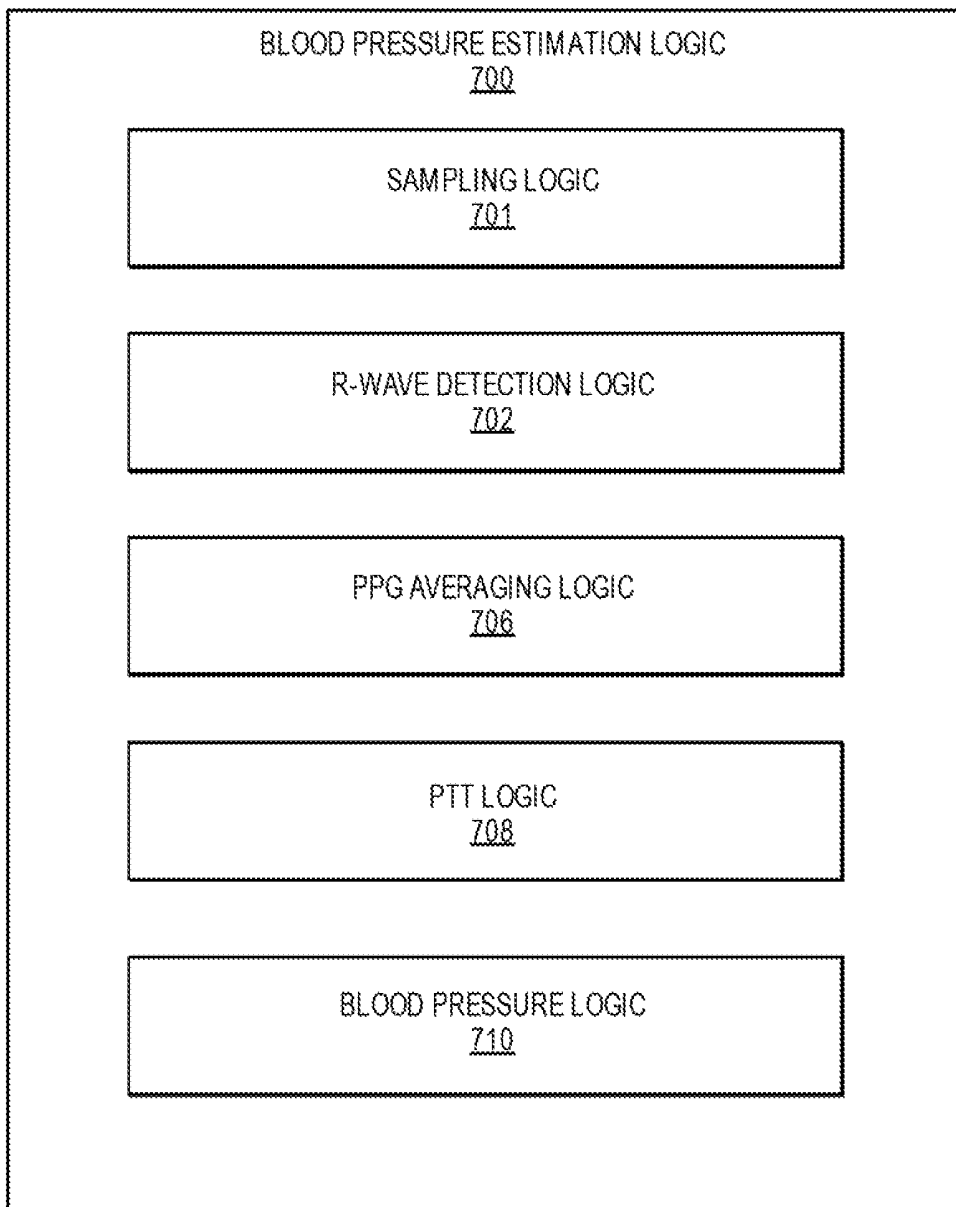 BLOOD PRESSURE ESTIMATION LOGIC
700
SAMPLING LOGIC
701
R-WAVE DETECTION LOGIC
702
PPG AVERAGING LOGIC
706
PTT LOGIC
708
BLOOD PRESSURE LOGIC
710